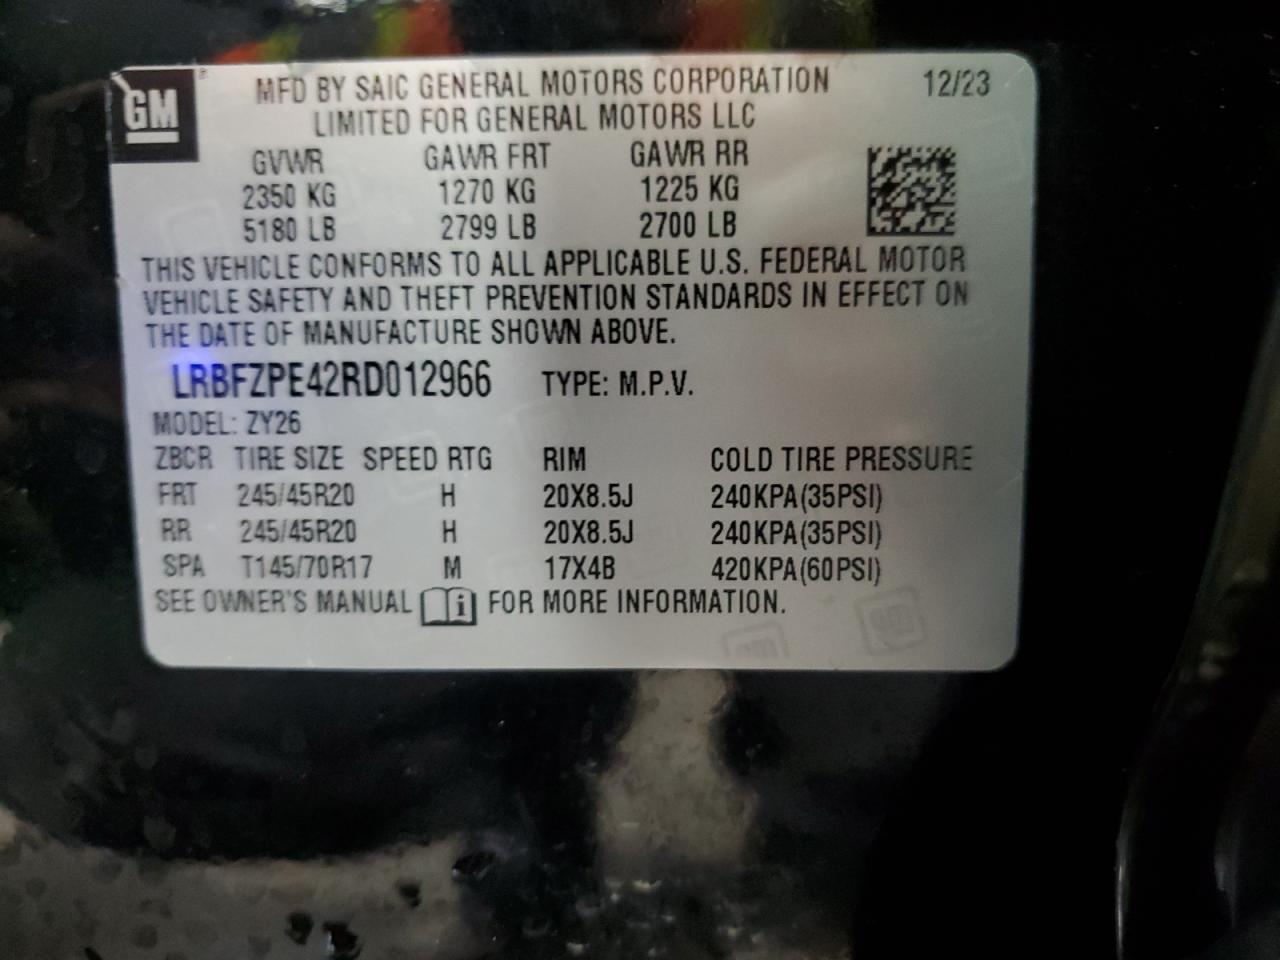 GM ®
MFD BY SAIC GENERAL MOTORS CORPORATION 12/23
LIMITED FOR GENERAL MOTORS LLC
GVWR GAWR FRT GAWR RR
2350 KG 1270 KG 1225 KG
5180 LB 2799 LB 2700 LB
THIS VEHICLE CONFORMS TO ALL APPLICABLE U.S. FEDERAL MOTOR
VEHICLE SAFETY AND THEFT PREVENTION STANDARDS IN EFFECT ON
THE DATE OF MANUFACTURE SHOWN ABOVE.
LRBFZPE42RD012966 TYPE: M.P.V.
MODEL: ZY26
ZBCR TIRE SIZE SPEED RTG RIM COLD TIRE PRESSURE
FRT 245/45R20 H 20X8.5J 240KPA(35PSI)
RR 245/45R20 H 20X8.5J 240KPA(35PSI)
SPA T145/70R17 M 17X4B 420KPA(60PSI)
SEE OWNER'S MANUAL i FOR MORE INFORMATION.
gm gm